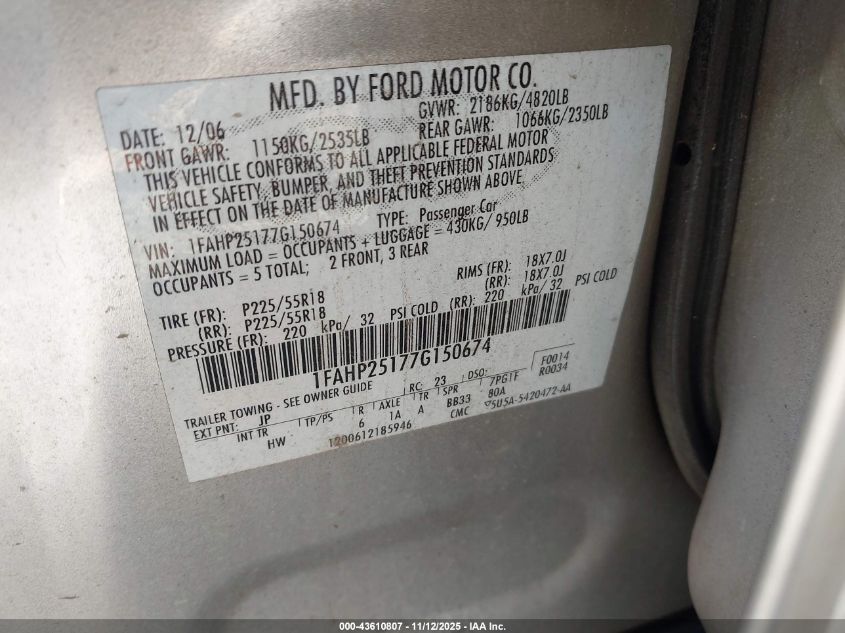 MFD. BY FORD MOTOR CO.
DATE: 12/06 GVWR: 2186KG/4820LB
FRONT GAWR: 1150KG/2535LB REAR GAWR: 1066KG/2350LB
THIS VEHICLE CONFORMS TO ALL APPLICABLE FEDERAL MOTOR
VEHICLE SAFETY, BUMPER, AND THEFT PREVENTION STANDARDS
IN EFFECT ON THE DATE OF MANUFACTURE SHOWN ABOVE.
VIN: 1FAHP25177G150674 TYPE: Passenger Car
MAXIMUM LOAD = OCCUPANTS + LUGGAGE = 430KG/ 950LB
OCCUPANTS = 5 TOTAL; 2 FRONT, 3 REAR
TIRE (FR): P225/55R18 RIMS (FR): 18X7.0J
(RR): P225/55R18 (RR): 18X7.0J
PRESSURE (FR): 220 kPa/ 32 PSI COLD (RR): 220 kPa/ 32 PSI COLD
1FAHP25177G150674
TRAILER TOWING - SEE OWNER GUIDE RC: 23 DSO: F0014
R0034
EXT PNT: JP INT TR TP/PS R AXLE TR SPR 7PGTF
HW 6 1A A BB33 80A
1200612185946 CMC 5U5A-5420472-AA
000-43610807 - 11/12/2025 - IAA Inc.